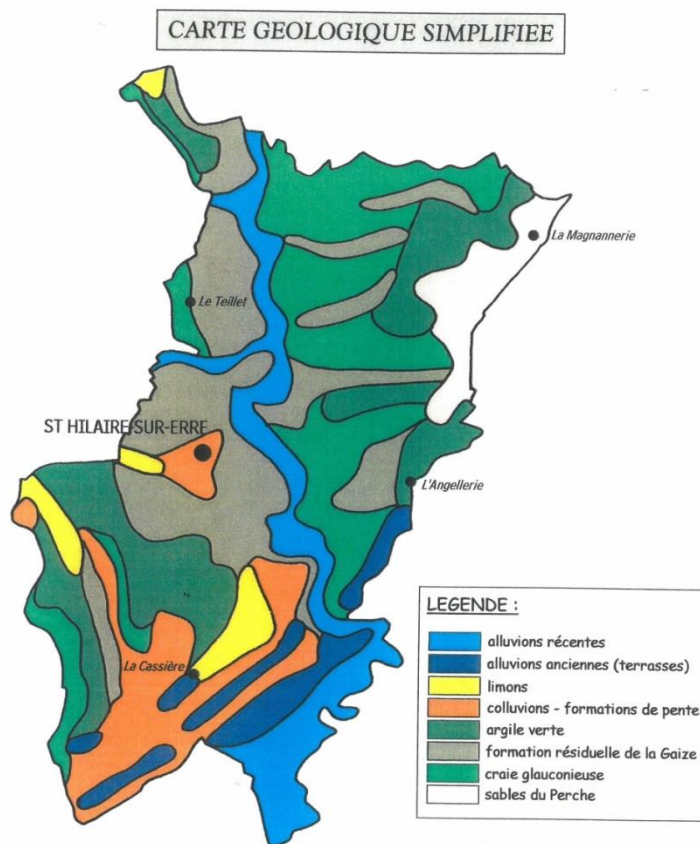 CARTE GEOLOGIQUE SIMPLIFIEE
La Magnannerie
Le Teillet
ST HILAIRE-SUR-ERRE
L'Angellerie
La Cassière
LEGENDE :
alluvions récentes
alluvions anciennes (terrasses)
limons
colluvions - formations de pente
argile verte
formation résiduelle de la Gaize
craie glauconieuse
sables du Perche